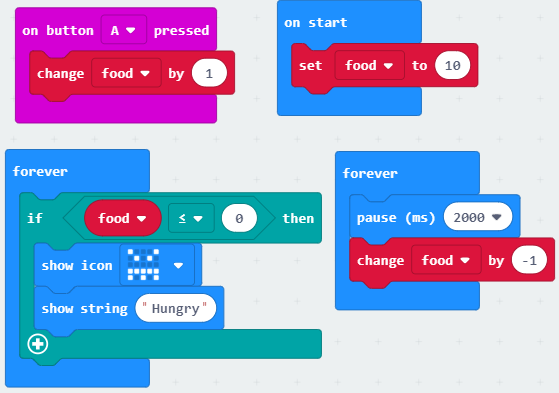 on button A pressed
change food by 1
on start
set food to 10
forever
if food ≤ 0 then
show icon
show string "Hungry"
forever
pause (ms) 2000
change food by -1